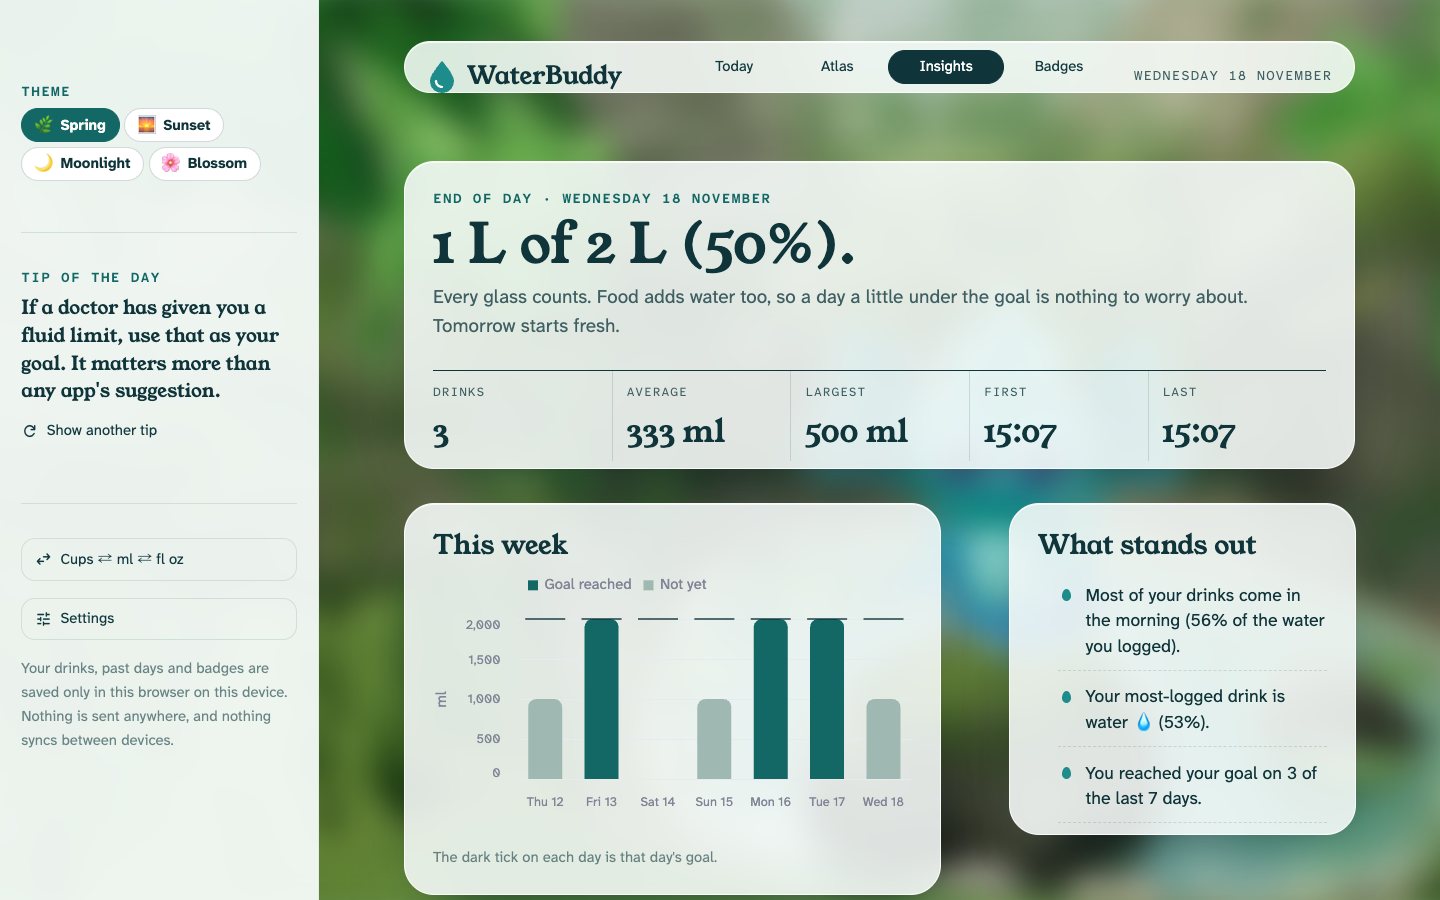 THEME
🌿 Spring
🌅 Sunset
🌙 Moonlight
🌸 Blossom
TIP OF THE DAY
If a doctor has given you a
fluid limit, use that as your
goal. It matters more than
any app's suggestion.
Show another tip
Cups ⇄ ml ⇄ fl oz
Settings
Your drinks, past days and badges are
saved only in this browser on this device.
Nothing is sent anywhere, and nothing
syncs between devices.
WaterBuddy
Today
Atlas
Insights
Badges
WEDNESDAY 18 NOVEMBER
END OF DAY · WEDNESDAY 18 NOVEMBER
1 L of 2 L (50%).
Every glass counts. Food adds water too, so a day a little under the goal is nothing to worry about.
Tomorrow starts fresh.
DRINKS
3
AVERAGE
333 ml
LARGEST
500 ml
FIRST
15:07
LAST
15:07
This week
Goal reached
Not yet
ml
2,000
1,500
1,000
500
0
Thu 12
Fri 13
Sat 14
Sun 15
Mon 16
Tue 17
Wed 18
The dark tick on each day is that day's goal.
What stands out
Most of your drinks come in
the morning (56% of the water
you logged).
Your most-logged drink is
water 💧 (53%).
You reached your goal on 3 of
the last 7 days.